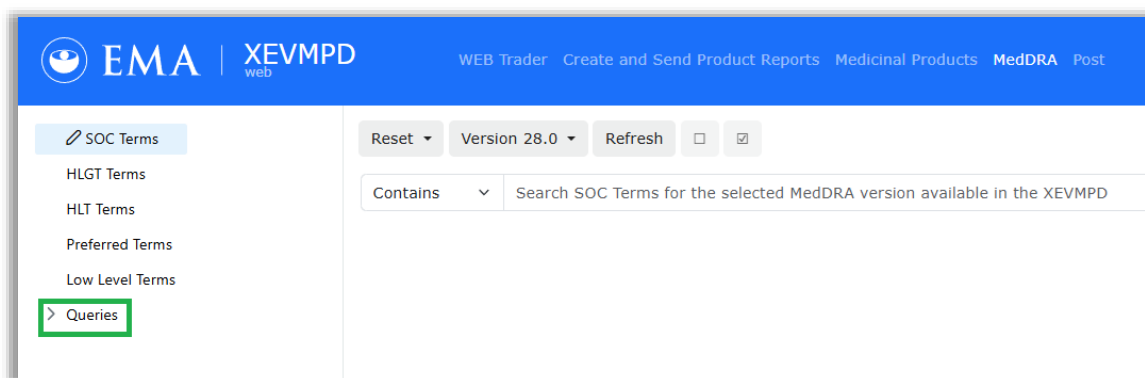 EMA | XEVMPD
web
WEB Trader Create and Send Product Reports Medicinal Products MedDRA Post
SOC Terms
HLGT Terms
HLT Terms
Preferred Terms
Low Level Terms
Queries
Reset Version 28.0 Refresh
Contains Search SOC Terms for the selected MedDRA version available in the XEVMPD